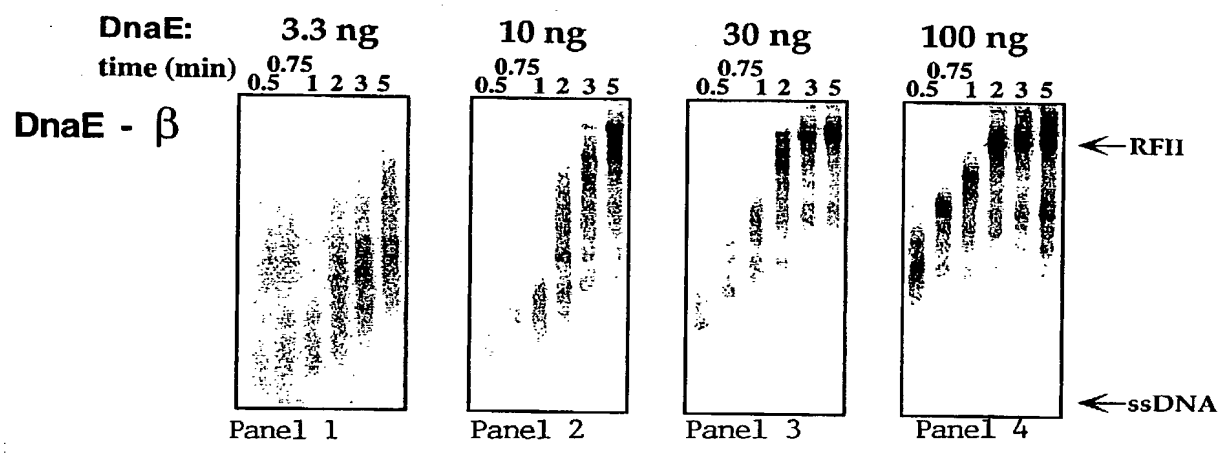 DnaE: 3.3 ng 10 ng 30 ng 100 ng
time (min) 0.5 0.75 1 2 3 5 0.5 0.75 1 2 3 5 0.5 0.75 1 2 3 5 0.5 0.75 1 2 3 5
DnaE - β
RFII
ssDNA
Panel 1 Panel 2 Panel 3 Panel 4